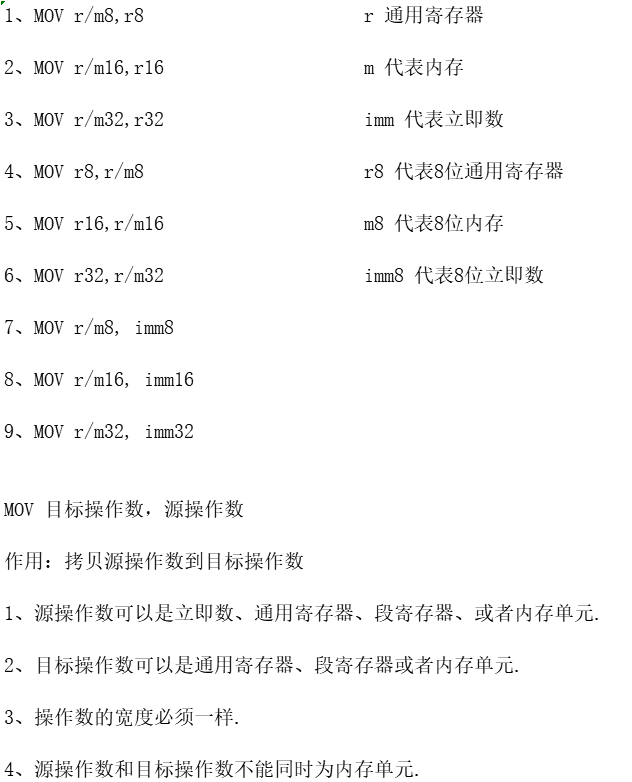 1、MOV r/m8,r8 r 通用寄存器
2、MOV r/m16,r16 m 代表内存
3、MOV r/m32,r32 imm 代表立即数
4、MOV r8,r/m8 r8 代表8位通用寄存器
5、MOV r16,r/m16 m8 代表8位内存
6、MOV r32,r/m32 imm8 代表8位立即数
7、MOV r/m8, imm8
8、MOV r/m16, imm16
9、MOV r/m32, imm32
MOV 目标操作数，源操作数
作用：拷贝源操作数到目标操作数
1、源操作数可以是立即数、通用寄存器、段寄存器、或者内存单元.
2、目标操作数可以是通用寄存器、段寄存器或者内存单元.
3、操作数的宽度必须一样.
4、源操作数和目标操作数不能同时为内存单元.